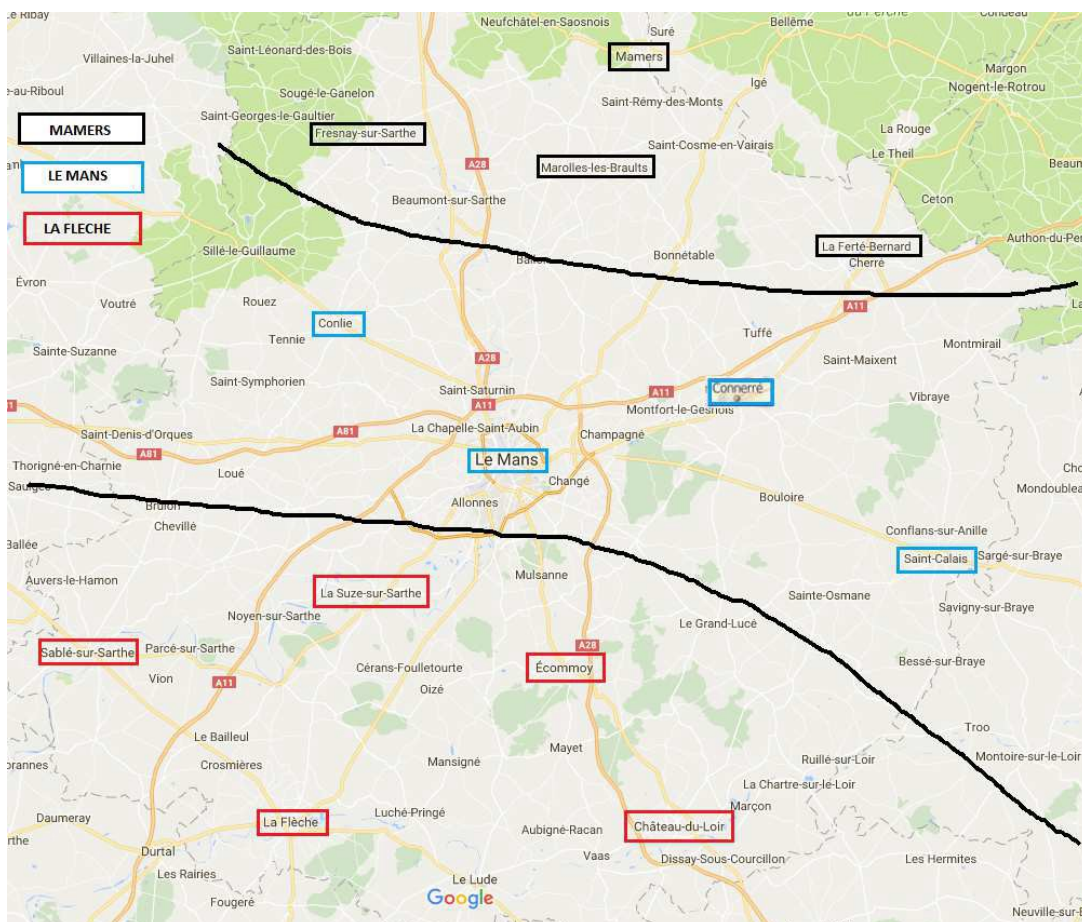 Le Ribay
Neufchâtel-en-Saosnois
Suré
Bellême
du Perche
Condeau
Saint-Léonard-des-Bois
Villaines-la-Juhel
Mamers
Igé
Margon
Nogent-le-Rotrou
-au-Riboul
Sougé-le-Ganelon
Saint-Georges-le-Gaultier
Saint-Rémy-des-Monts
MAMERS
Fresnay-sur-Sarthe
La Rouge
Saint-Cosme-en-Vairais
Le Theil
A28
Marolles-les-Braults
A11
Beaum
LE MANS
Beaumont-sur-Sarthe
Ceton
LA FLECHE
Sillé-le-Guillaume
La Ferté-Bernard
Authon-du-Per
Bonnétable
Cherré
Évron
Voutré
Rouez
A11
Conlie
Tuffé
Tennie
Montmirail
Sainte-Suzanne
A28
Saint-Maixent
Saint-Symphorien
Saint-Saturnin
A11
Connerré
A11
Montfort-le-Gesnois
Vibraye
La Chapelle-Saint-Aubin
Saint-Denis-d'Orques
A81
Champagné
A81
Le Mans
Thorigné-en-Charnie
Loué
Changé
Mondoubleau
Allonnes
Bouloire
Brûlon
Chevillé
Conflans-sur-Anille
Ballée
Saint-Calais
Sargé-sur-Braye
Auvers-le-Hamon
Mulsanne
La Suze-sur-Sarthe
Sainte-Osmane
Savigny-sur-Braye
Noyen-sur-Sarthe
Le Grand-Lucé
Sablé-sur-Sarthe
Parcé-sur-Sarthe
A28
Bessé-sur-Braye
Vion
A11
Cérans-Foulletourte
Écommoy
Oizé
Troo
Le Bailleul
Mayet
Montoire-sur-le-Loir
Crosmières
Mansigné
Ruillé-sur-Loir
La Chartre-sur-le-Loir
Marçon
Daumeray
La Flèche
Luché-Pringé
Aubigné-Racan
Château-du-Loir
Durtal
Vaas
Dissay-Sous-Courcillon
Les Hermites
Les Rairies
Le Lude
Fougeré
Google
Neuville-sur-